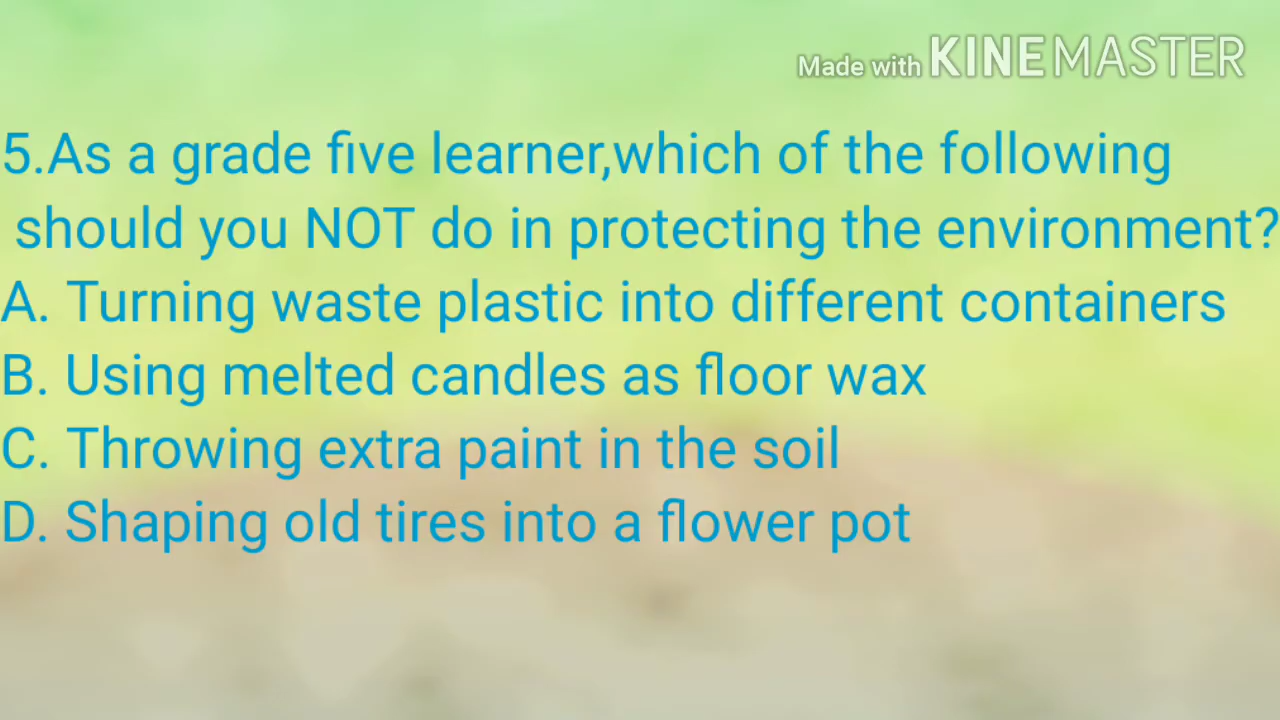 Made with KINEMASTER
5.As a grade five learner,which of the following
should you NOT do in protecting the environment?
A. Turning waste plastic into different containers
B. Using melted candles as floor wax
C. Throwing extra paint in the soil
D. Shaping old tires into a flower pot